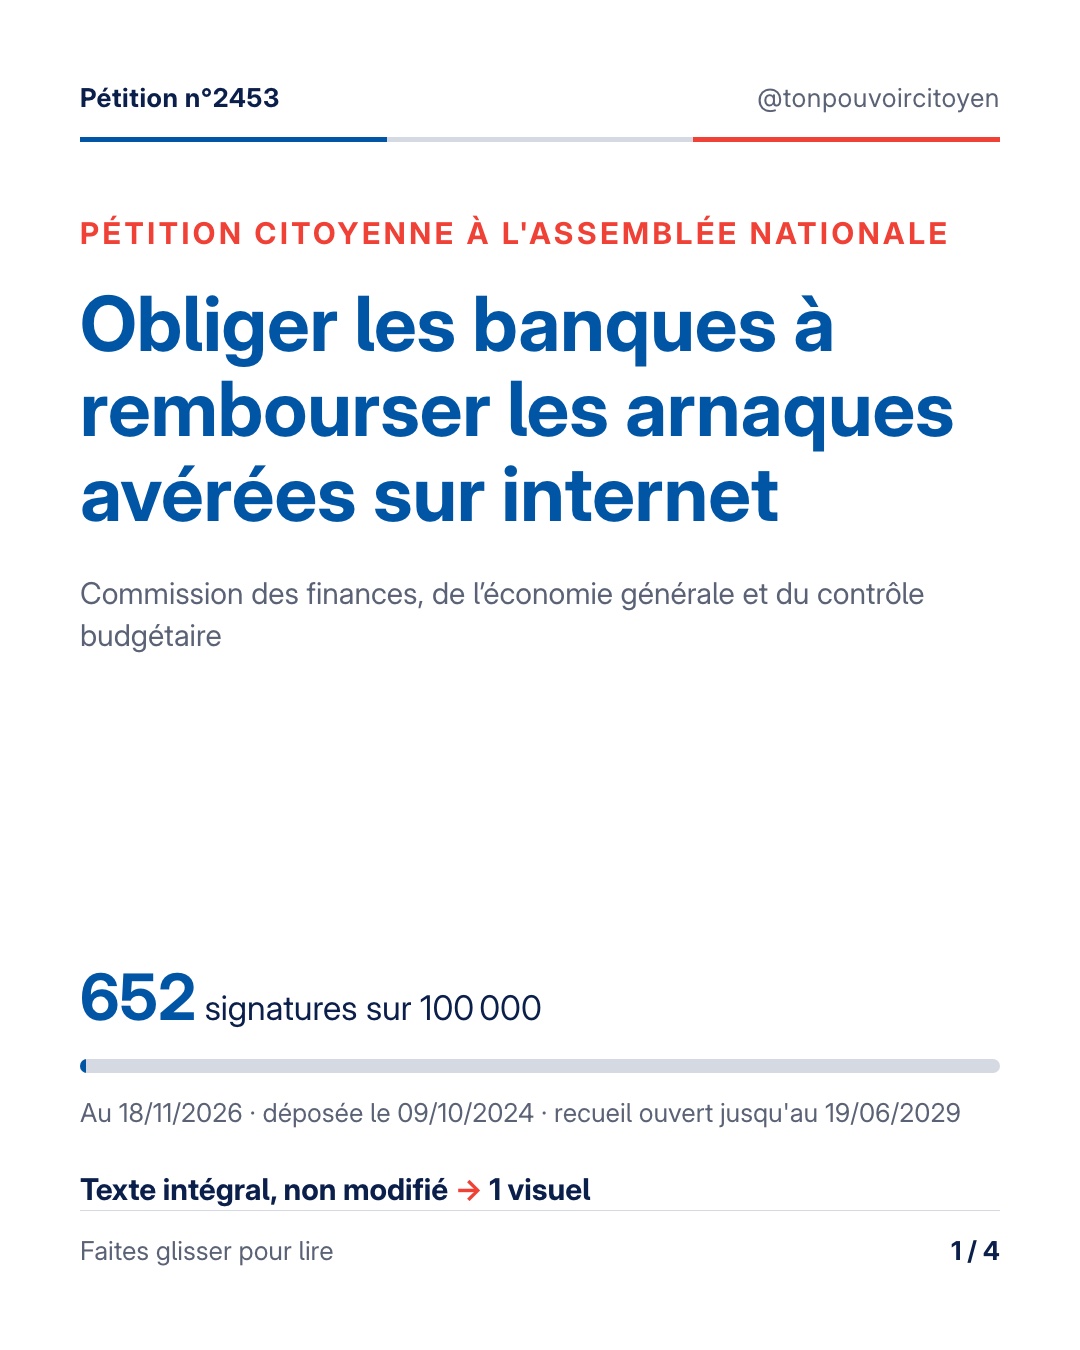 Pétition n°2453
@tonpouvoircitoyen
PÉTITION CITOYENNE À L'ASSEMBLÉE NATIONALE
Obliger les banques à
rembourser les arnaques
avérées sur internet
Commission des finances, de l’économie générale et du contrôle
budgétaire
652 signatures sur 100 000
Au 18/11/2026 · déposée le 09/10/2024 · recueil ouvert jusqu'au 19/06/2029
Texte intégral, non modifié → 1 visuel
Faites glisser pour lire
1 / 4